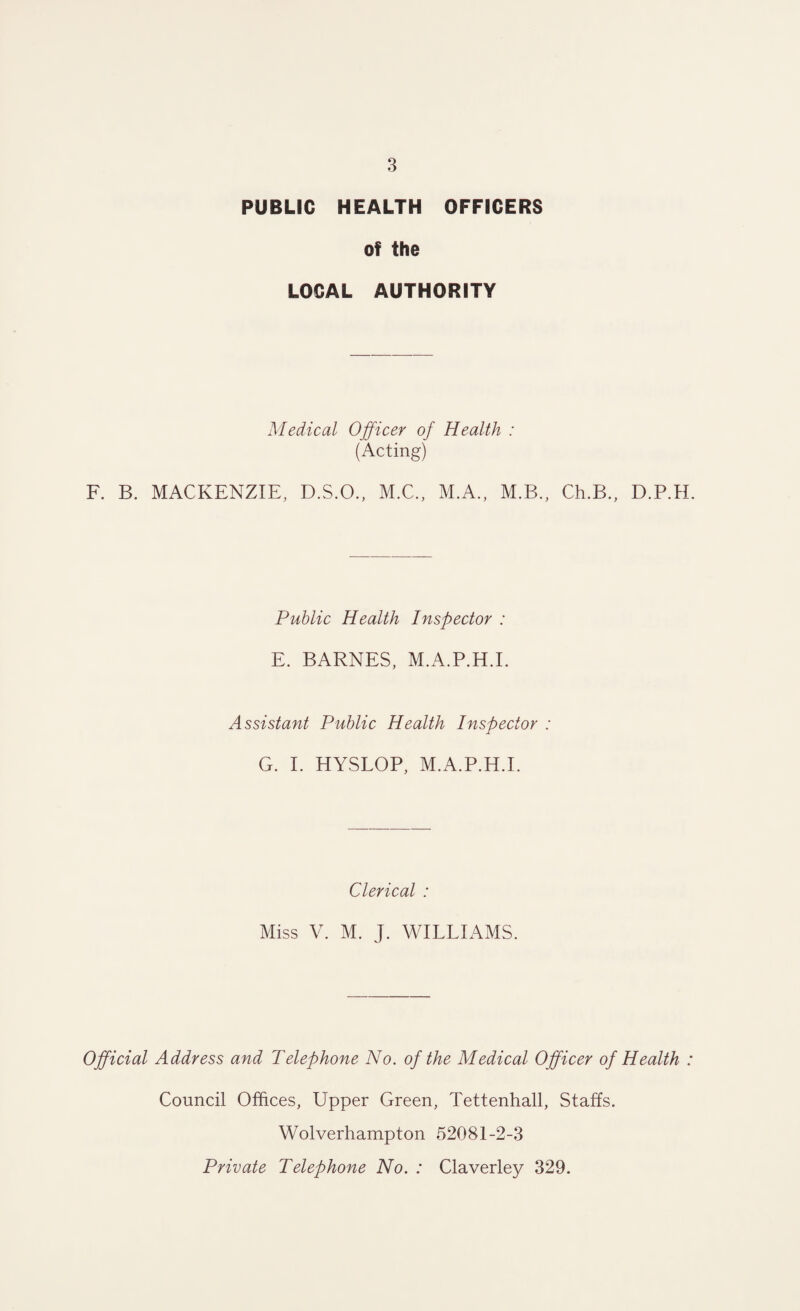 3
PUBLIC HEALTH OFFICERS
of the
LOCAL AUTHORITY
Medical Officer of Health :
(Acting)
F. B. MACKENZIE, D.S.O., M.C., M.A., M.B., Ch.B., D.P.H.
Public Health Inspector :
E. BARNES, M.A.P.H.I.
Assistant Public Health Inspector :
G. I. HYSLOP, M.A.P.H.I.
Clerical :
Miss V. M. J. WILLIAMS.
Official Address and Telephone No. of the Medical Officer of Health :
Council Offices, Upper Green, Tettenhall, Staffs.
Wolverhampton 52081-2-3
Private Telephone No. : Claverley 329.